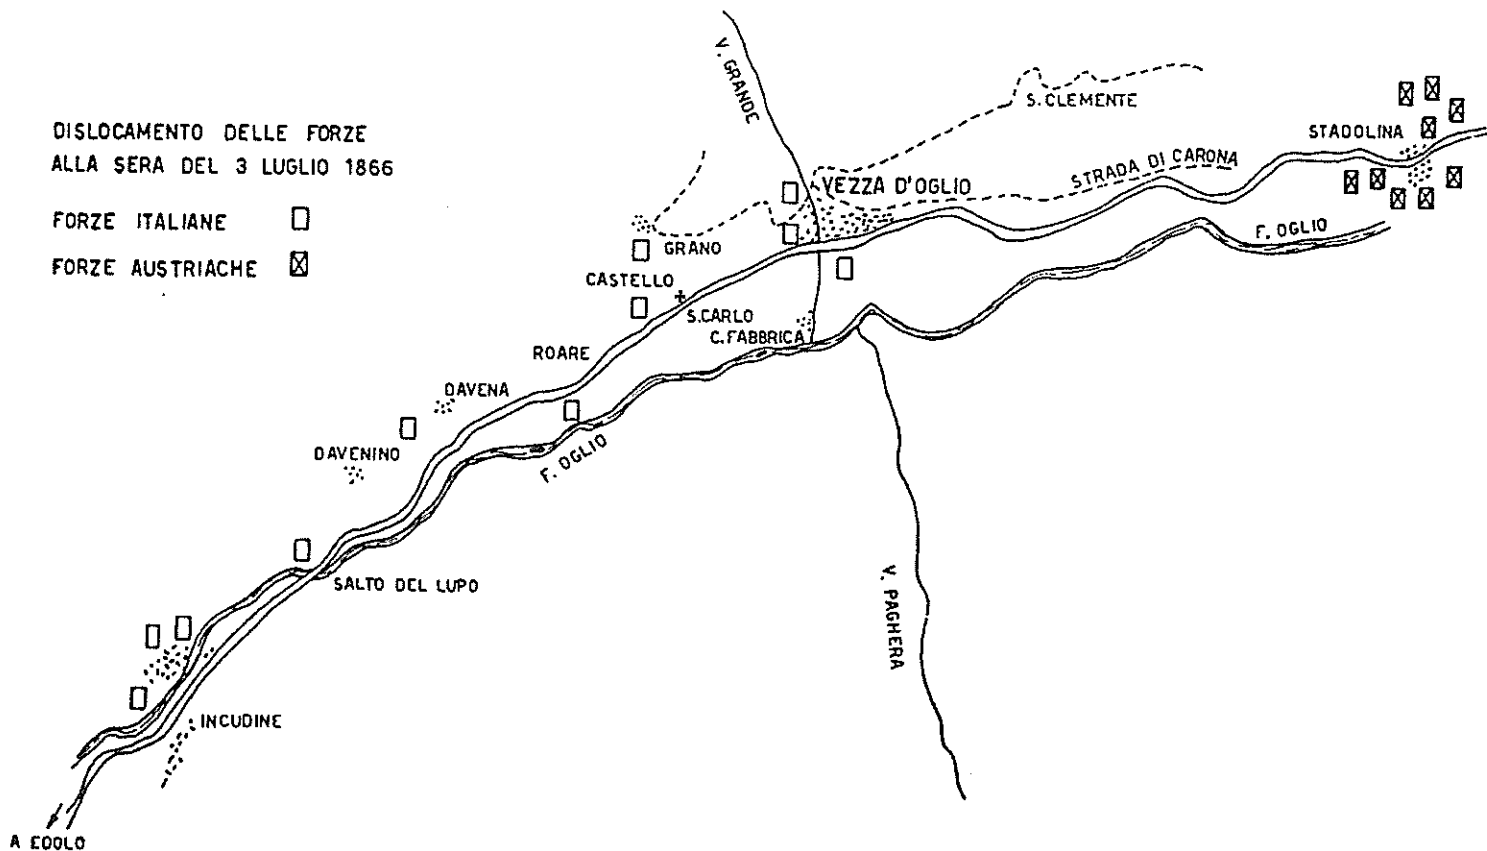 DISLOCAMENTO DELLE FORZE
ALLA SERA DEL 3 LUGLIO 1866
FORZE ITALIANE
FORZE AUSTRIACHE
V. GRANDE
S. CLEMENTE
STADOLINA
STRADA DI CARONA
VEZZA D'OGLIO
F. OGLIO
GRANO
CASTELLO
S. CARLO
C. FABBRICA
ROARE
DAVENA
DAVENINO
F. OGLIO
SALTO DEL LUPO
V. PAGHERA
INCUDINE
A EDOLO